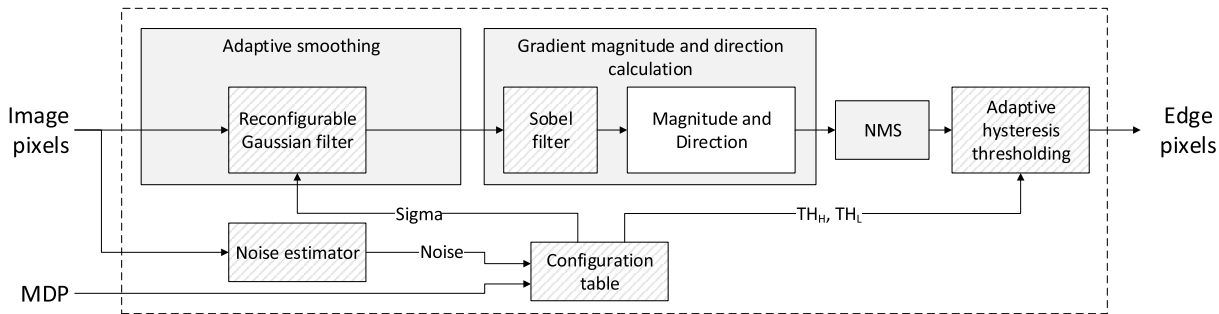 Adaptive smoothing
Gradient magnitude and direction
calculation
Image
pixels
Reconfigurable
Gaussian filter
Sobel
filter
Magnitude and
Direction
NMS
Adaptive
hysteresis
thresholding
Edge
pixels
Sigma
TH_H, TH_L
Noise estimator
Noise
Configuration
table
MDP